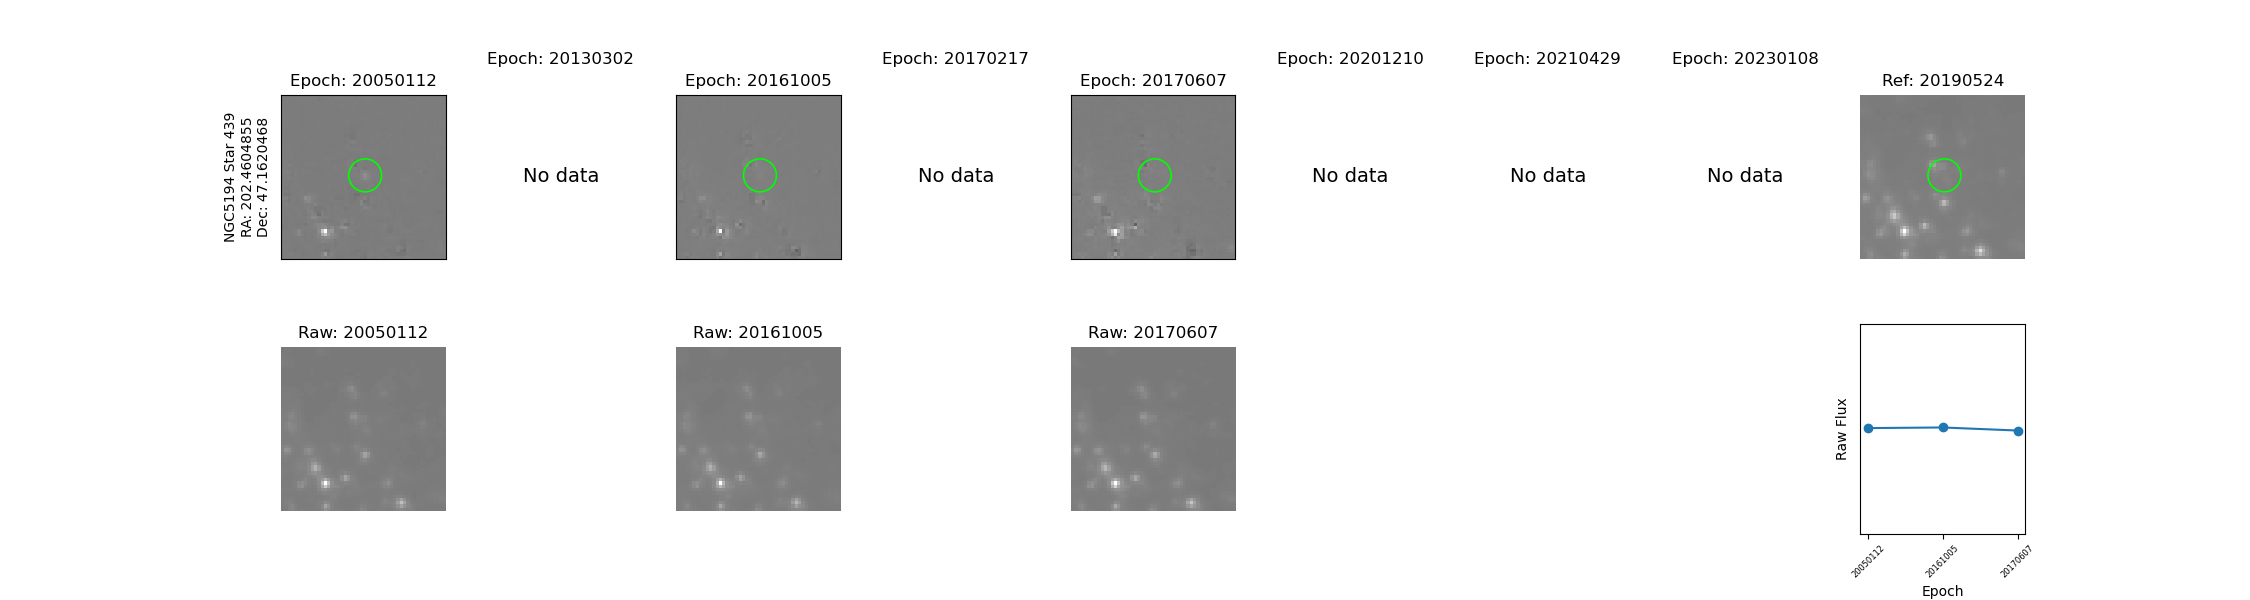 Epoch: 20130302
Epoch: 20170217
Epoch: 20201210
Epoch: 20210429
Epoch: 20230108
Epoch: 20050112
Epoch: 20161005
Epoch: 20170607
Ref: 20190524
NGC5194 Star 439
RA: 202.4604855
Dec: 47.1620468
No data
No data
No data
No data
No data
Raw: 20050112
Raw: 20161005
Raw: 20170607
Raw Flux
20050112
20161005
20170607
Epoch